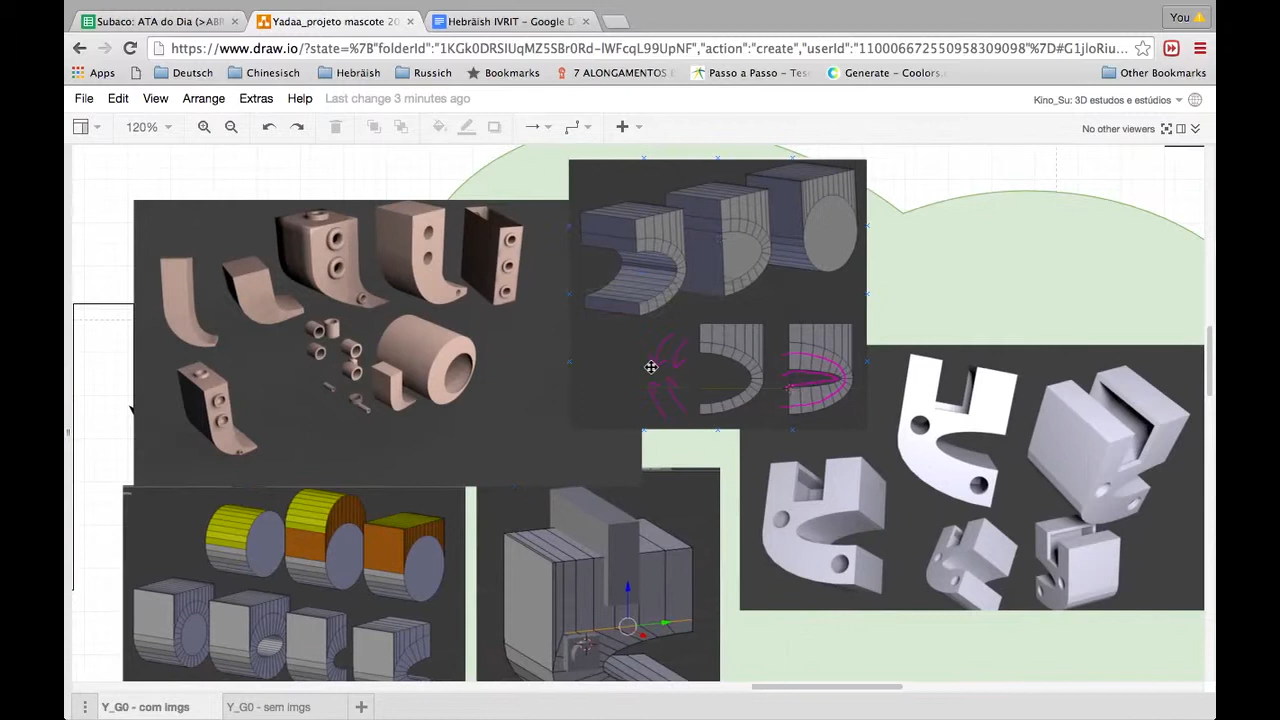 Subaco: ATA do Dia (>ABR
Yadaa_projeto mascote 20
Hebräish IVRIT - Google D
You
https://www.draw.io/?state=%7B"folderId":"1KGk0DRSIUqMZ5SBr0Rd-IWFcqL99UpNF","action":"create","userId":"110006672550958309098"%7D#G1jloRiu...
Apps
Deutsch
Chinesisch
Hebräish
Russich
Bookmarks
7 ALONGAMENTOS E
Passo a Passo - Tes
Generate - Coolors.
Other Bookmarks
File Edit View Arrange Extras Help Last change 3 minutes ago
Kino_Su: 3D estudos e estúdios
120%
No other viewers
Y_G0 - com imgs
Y_G0 - sem imgs